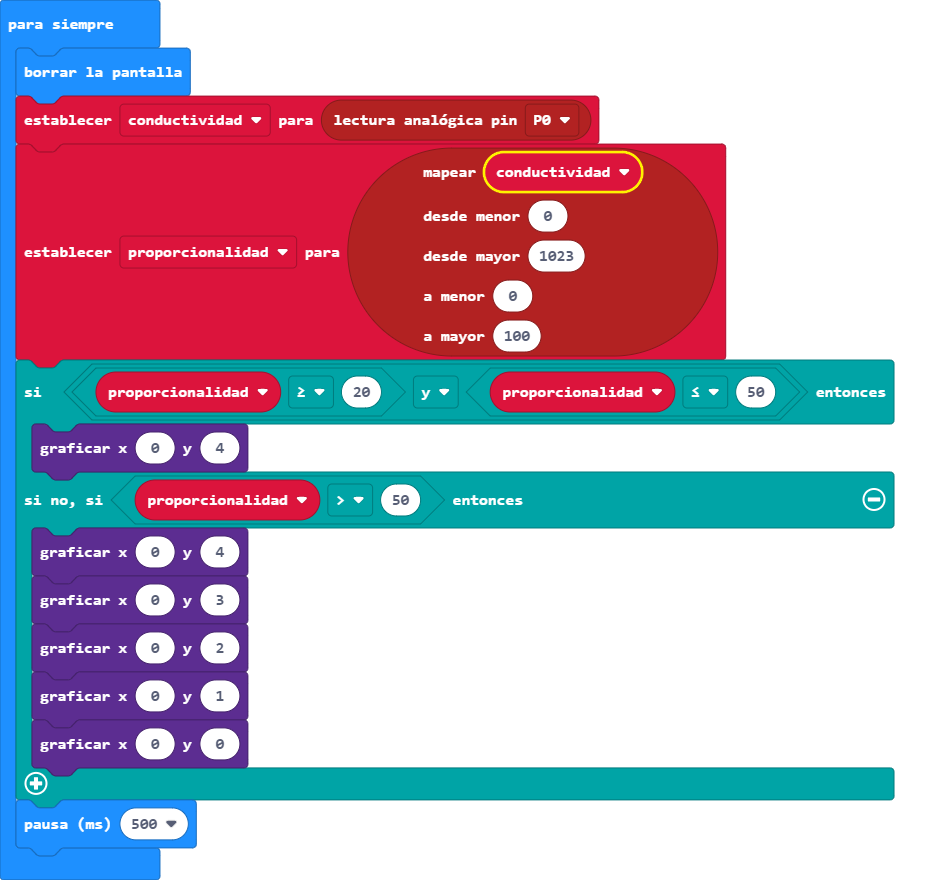 para siempre
borrar la pantalla
establecer conductividad para lectura analógica pin P0
mapear conductividad
desde menor 0
establecer proporcionalidad para
desde mayor 1023
a menor 0
a mayor 100
si proporcionalidad ≥ 20 y proporcionalidad ≤ 50 entonces
graficar x 0 y 4
si no, si proporcionalidad > 50 entonces
graficar x 0 y 4
graficar x 0 y 3
graficar x 0 y 2
graficar x 0 y 1
graficar x 0 y 0
pausa (ms) 500